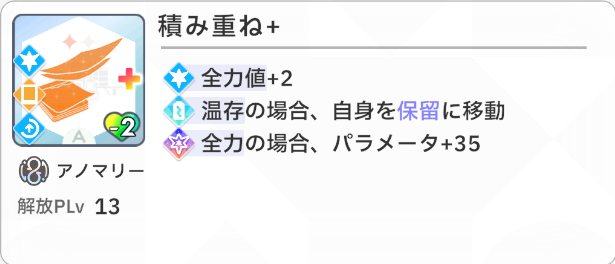 積み重ね+
全力値+2
温存の場合、自身を保留に移動
全力の場合、パラメータ+35
-2
A
アノマリー
解放PLv 13